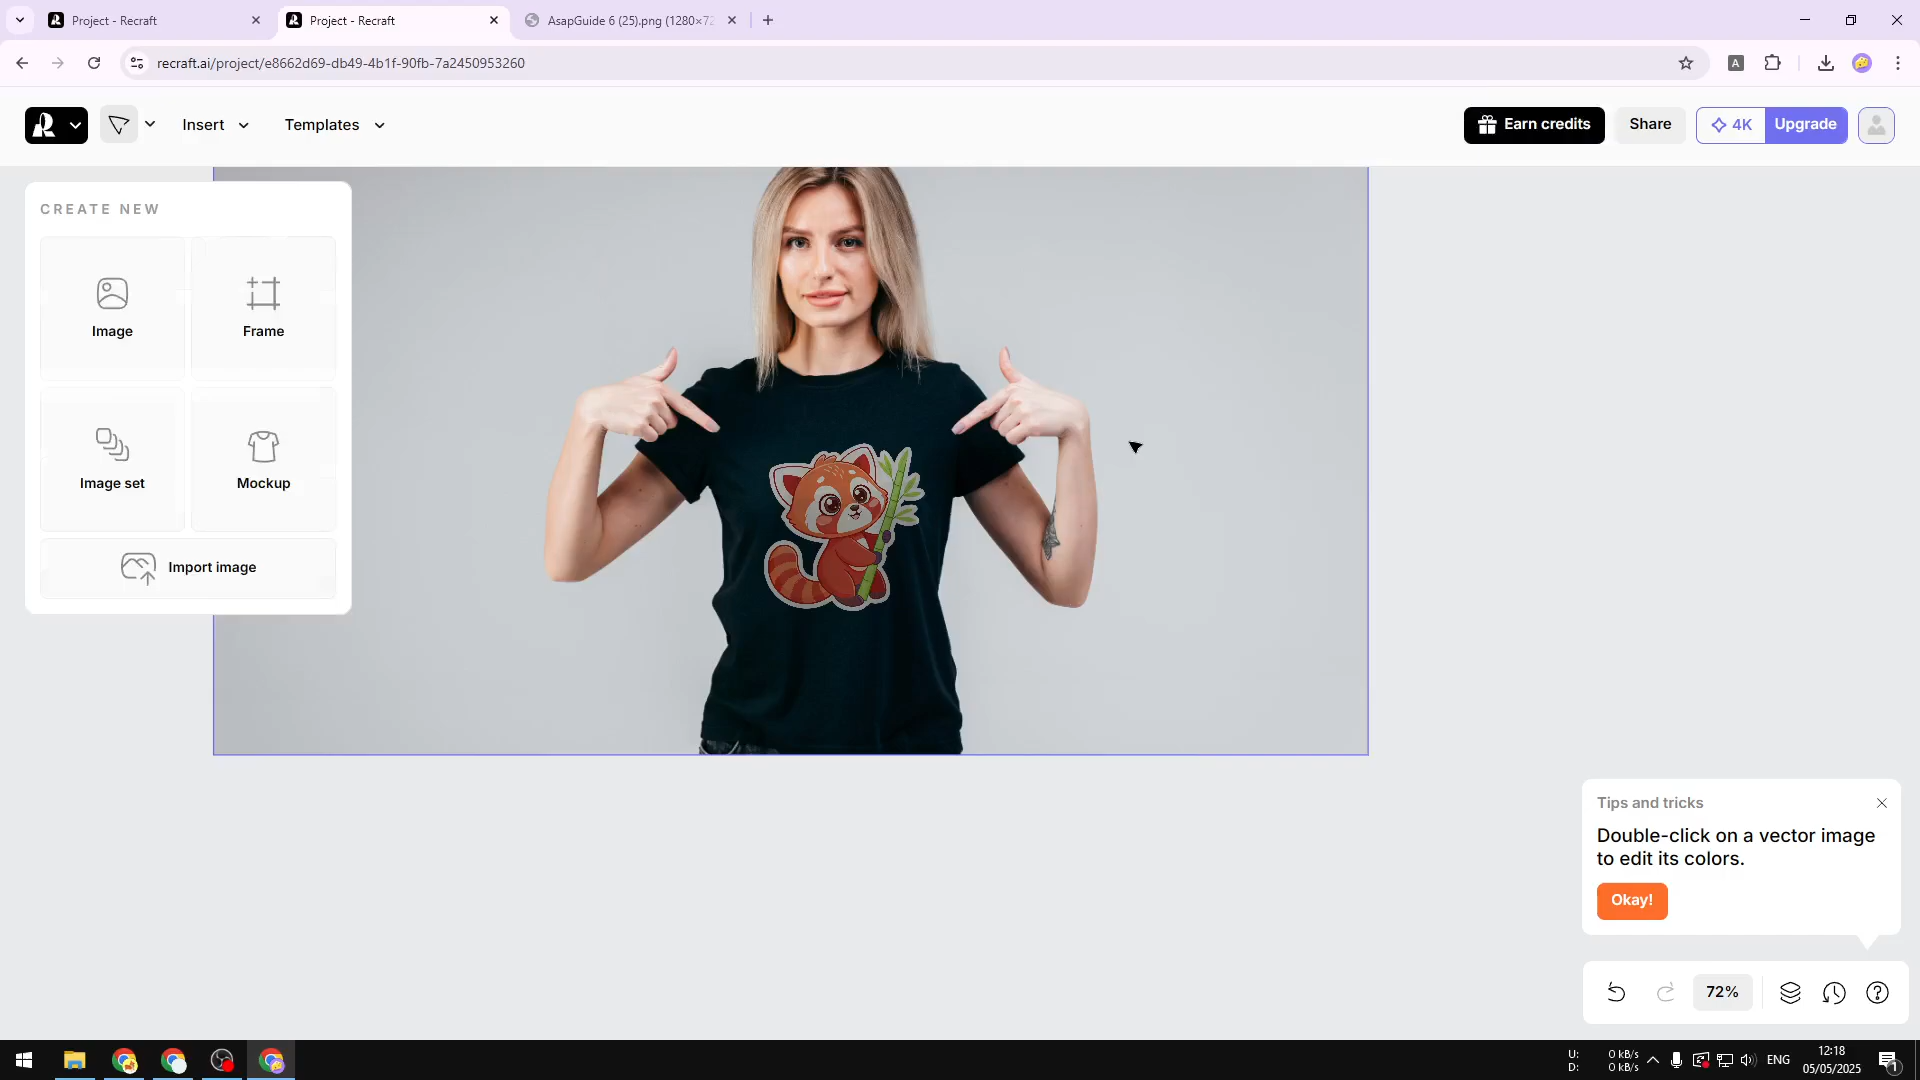 Project - Recraft
Project - Recraft
AsapGuide 6 (25).png (1280×72
recraft.ai/project/e8662d69-db49-4b1f-90fb-7a2450953260
A
Insert
Templates
Earn credits
Share
4K
Upgrade
CREATE NEW
Image
Frame
Image set
Mockup
Import image
Tips and tricks
Double-click on a vector image
to edit its colors.
Okay!
72%
U: 0 kB/s
D: 0 kB/s
ENG
12:18
05/05/2025
1